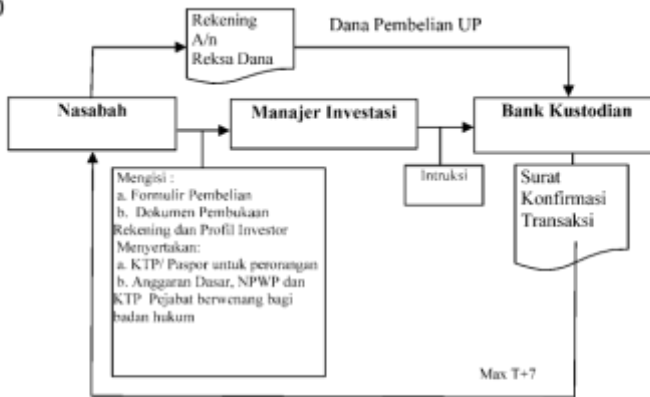 )
Rekening
A/n
Reksa Dana
Dana Pembelian UP
Nasabah
Manajer Investasi
Bank Kustodian
Mengisi :
a. Formulir Pembelian
b. Dokumen Pembukaan
Rekening dan Profil Investor
Menyertakan:
a. KTP/ Paspor untuk perorangan
b. Anggaran Dasar, NPWP dan
KTP Pejabat berwenang bagi
badan hukum
Intruksi
Surat
Konfirmasi
Transaksi
Max T+7